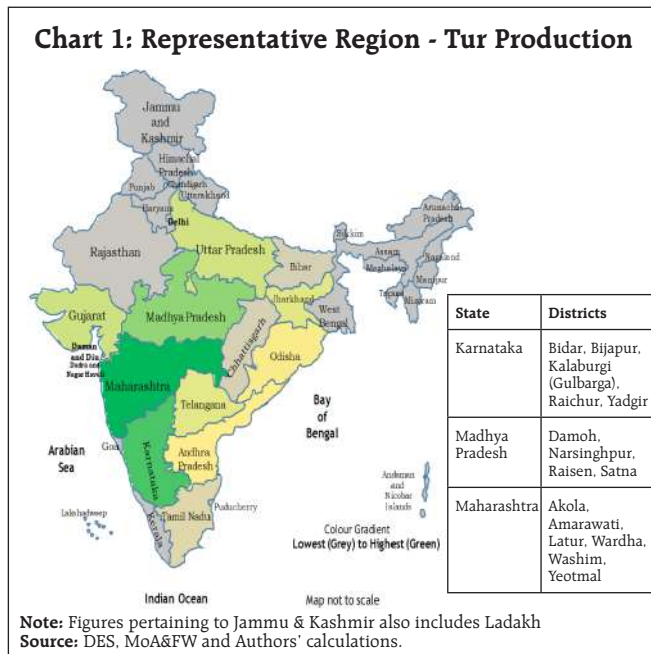 Chart 1: Representative Region - Tur Production
Jammu
and
Kashmir
Himachal
Pradesh
Punjab
Chandigarh
Uttarakhand
Haryana
Delhi
Rajasthan
Uttar Pradesh
Bihar
Sikkim
Arunachal
Pradesh
Assam
Nagaland
Meghalaya
Manipur
Mizoram
Gujarat
Madhya Pradesh
Jharkhand
West
Bengal
Chhattisgarh
Odisha
Daman
and Diu
Dadra and
Nagar Haveli
Maharashtra
Telangana
Bay
of
Bengal
Arabian
Sea
Goa
Karnataka
Andhra
Pradesh
Andaman
and
Nicobar
Islands
Lakshadweep
Kerala
Tamil Nadu
Puducherry
Colour Gradient
Lowest (Grey) to Highest (Green)
Indian Ocean
Map not to scale
State Districts
Karnataka Bidar, Bijapur,
Kalaburgi
(Gulbarga),
Raichur, Yadgir
Madhya Damoh,
Pradesh Narsinghpur,
Raisen, Satna
Maharashtra Akola,
Amarawati,
Latur, Wardha,
Washim,
Yeotmal
Note: Figures pertaining to Jammu & Kashmir also includes Ladakh
Source: DES, MoA&FW and Authors' calculations.